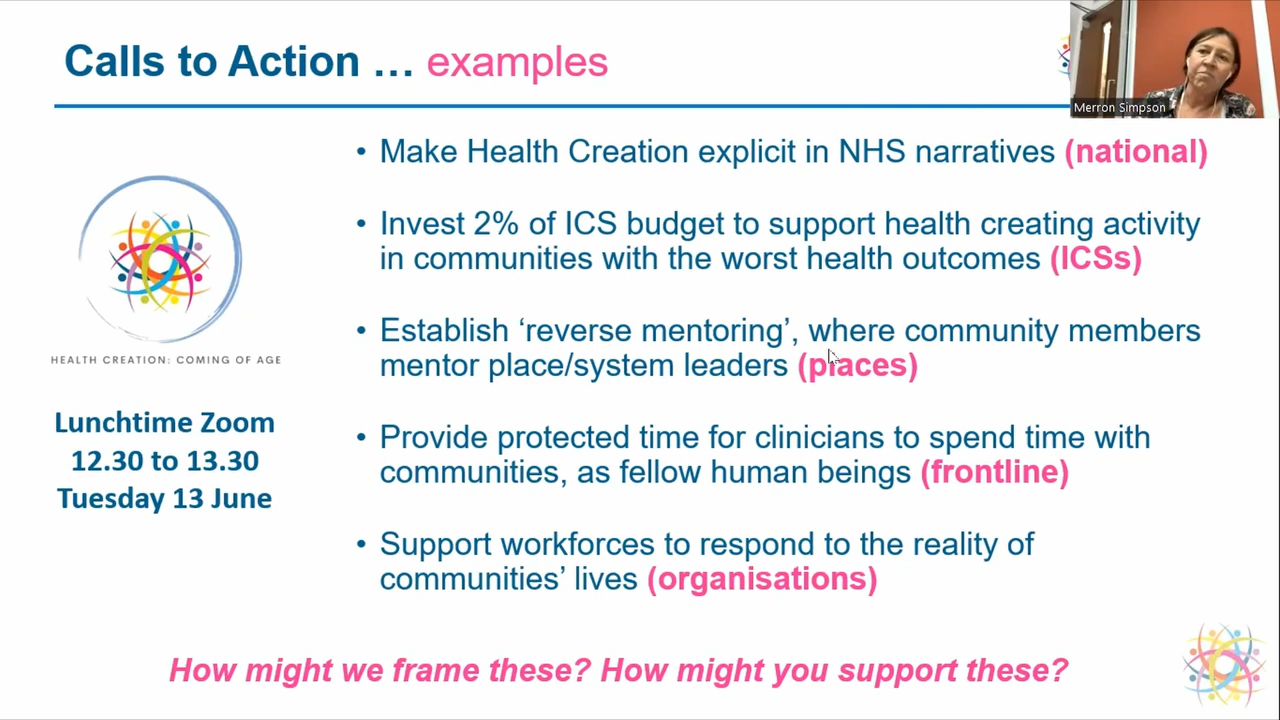 Calls to Action … examples
Merron Simpson
• Make Health Creation explicit in NHS narratives (national)
• Invest 2% of ICS budget to support health creating activity
in communities with the worst health outcomes (ICSs)
• Establish ‘reverse mentoring’, where community members
mentor place/system leaders (places)
• Provide protected time for clinicians to spend time with
communities, as fellow human beings (frontline)
• Support workforces to respond to the reality of
communities’ lives (organisations)
HEALTH CREATION: COMING OF AGE
Lunchtime Zoom
12.30 to 13.30
Tuesday 13 June
How might we frame these? How might you support these?